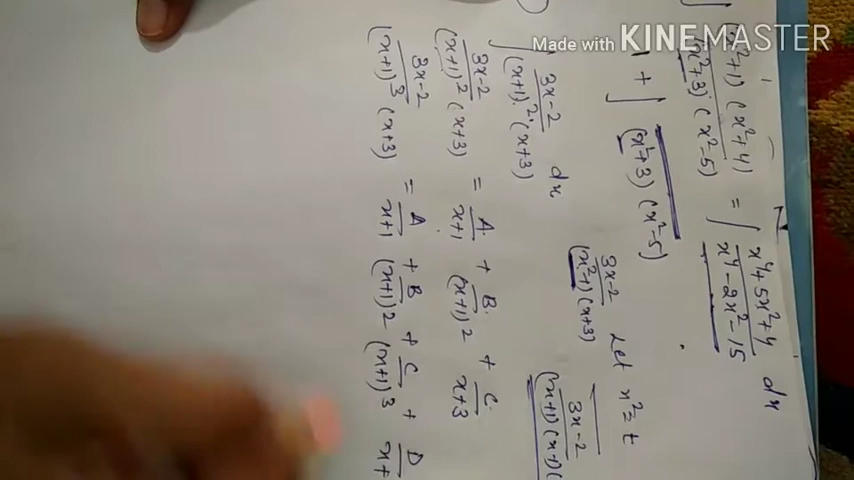 Made with KINEMASTER
(x²+1) (x²+4) / (x²+3) (x²-5) = ∫ x⁴+5x²+4 / x⁴-2x²-15 dx
1 + ∫ / (x²+3) (x²-5) Let x² = t
∫ 3x-2 / (x+1)² (x+3) dx 3x-2 / (x²-1) (x+3) 3x-2 / (x+1) (x-1) (
3x-2 / (x+1)² (x+3) = A / x+1 + B / (x+1)² + C / x+3
3x-2 / (x+1)³ (x+3) = A / x+1 + B / (x+1)² + C / (x+1)³ + D / x+